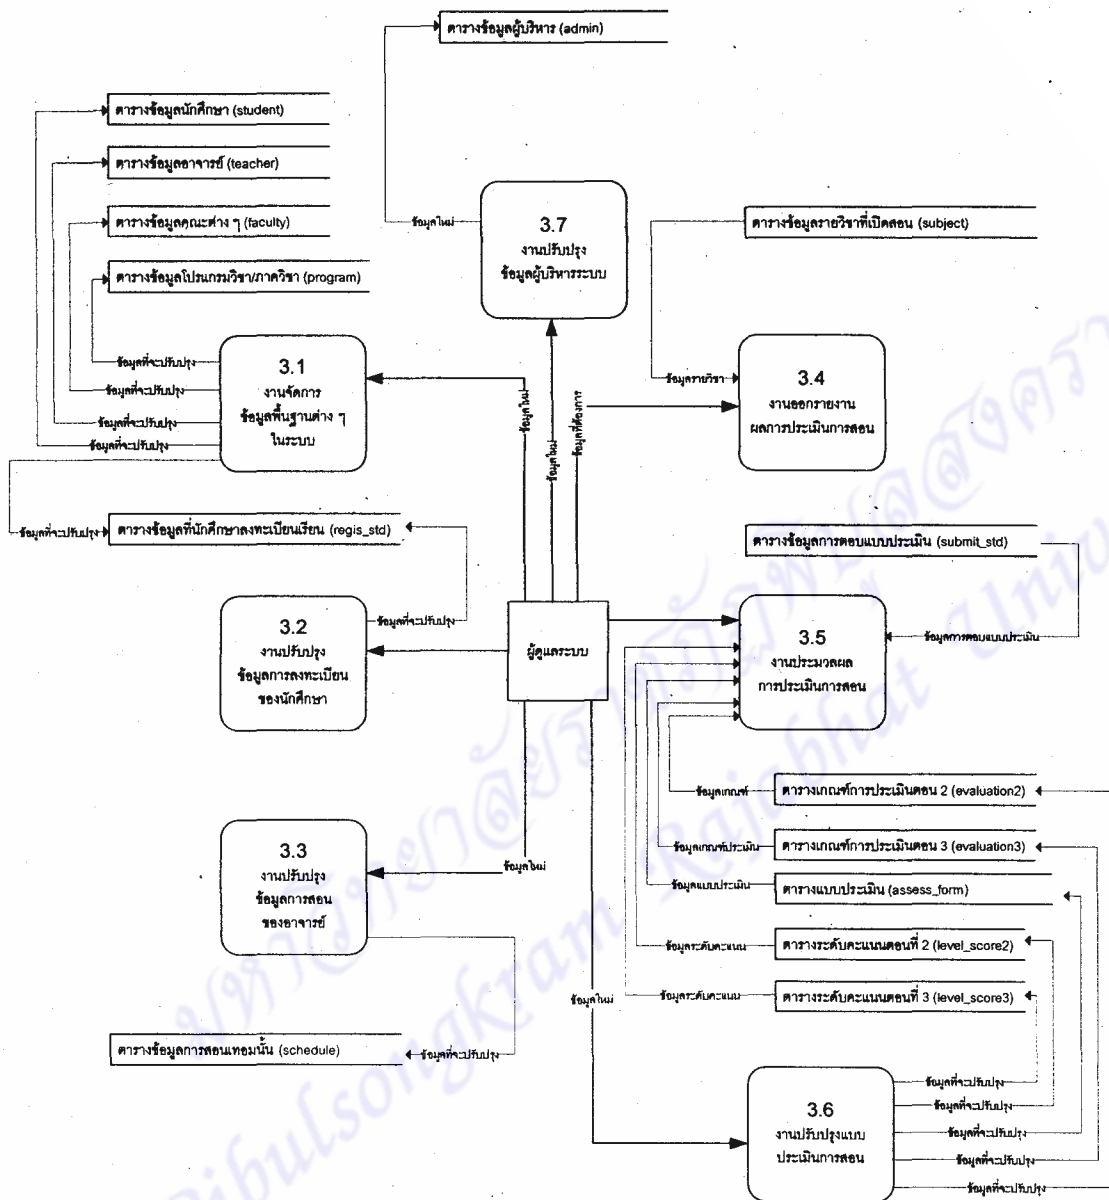 ตารางข้อมูลผู้บริหาร (admin)
ตารางข้อมูลนักศึกษา (student)
ตารางข้อมูลอาจารย์ (teacher)
ตารางข้อมูลคณะต่าง ๆ (faculty)
ตารางข้อมูลโปรแกรมวิชา/ภาควิชา (program)
ข้อมูลใหม่
3.7
งานปรับปรุง
ข้อมูลผู้บริหารระบบ
ตารางข้อมูลรายวิชาที่เปิดสอน (subject)
ข้อมูลที่จะปรับปรุง
ข้อมูลที่จะปรับปรุง
ข้อมูลที่จะปรับปรุง
ข้อมูลที่จะปรับปรุง
3.1
งานจัดการ
ข้อมูลพื้นฐานต่าง ๆ
ในระบบ
ข้อมูลใหม่
ข้อมูลใหม่
ข้อมูลที่ต้องการ
ข้อมูลรายวิชา
3.4
งานออกรายงาน
ผลการประเมินการสอน
ข้อมูลที่จะปรับปรุง
ตารางข้อมูลที่นักศึกษาลงทะเบียนเรียน (regis_std)
ตารางข้อมูลการตอบแบบประเมิน (submit_std)
3.2
งานปรับปรุง
ข้อมูลการลงทะเบียน
ของนักศึกษา
ข้อมูลที่จะปรับปรุง
ผู้ดูแลระบบ
3.5
งานประมวลผล
การประเมินการสอน
ข้อมูลการตอบแบบประเมิน
ข้อมูลเกณฑ์
ตารางเกณฑ์การประเมินตอน 2 (evaluation2)
3.3
งานปรับปรุง
ข้อมูลการสอน
ของอาจารย์
ข้อมูลใหม่
ข้อมูลเกณฑ์ประเมิน
ตารางเกณฑ์การประเมินตอน 3 (evaluation3)
ข้อมูลแบบประเมิน
ตารางแบบประเมิน (assess_form)
ข้อมูลระดับคะแนน
ตารางระดับคะแนนตอนที่ 2 (level_score2)
ข้อมูลใหม่
ข้อมูลระดับคะแนน
ตารางระดับคะแนนตอนที่ 3 (level_score3)
ตารางข้อมูลการสอนเทอมนั้น (schedule)
ข้อมูลที่จะปรับปรุง
3.6
งานปรับปรุงแบบ
ประเมินการสอน
ข้อมูลที่จะปรับปรุง
ข้อมูลที่จะปรับปรุง
ข้อมูลที่จะปรับปรุง
ข้อมูลที่จะปรับปรุง
ข้อมูลที่จะปรับปรุง
มหาวิทยาลัยราชภัฏพิบูลสงคราม
Pibulsongkram Rajabhat